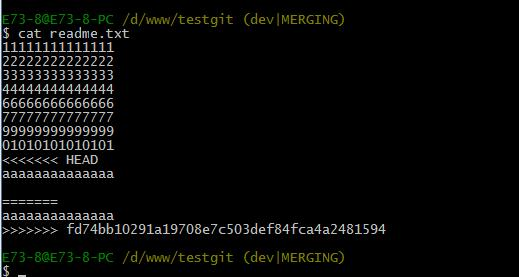 E73-8@E73-8-PC /d/www/testgit (dev|MERGING)
$ cat readme.txt
11111111111111
22222222222222
33333333333333
44444444444444
66666666666666
77777777777777
99999999999999
01010101010101
<<<<<<< HEAD
aaaaaaaaaaaaaa
=======
aaaaaaaaaaaaaa
>>>>>>> fd74bb10291a19708e7c503def84fca4a2481594
E73-8@E73-8-PC /d/www/testgit (dev|MERGING)
$